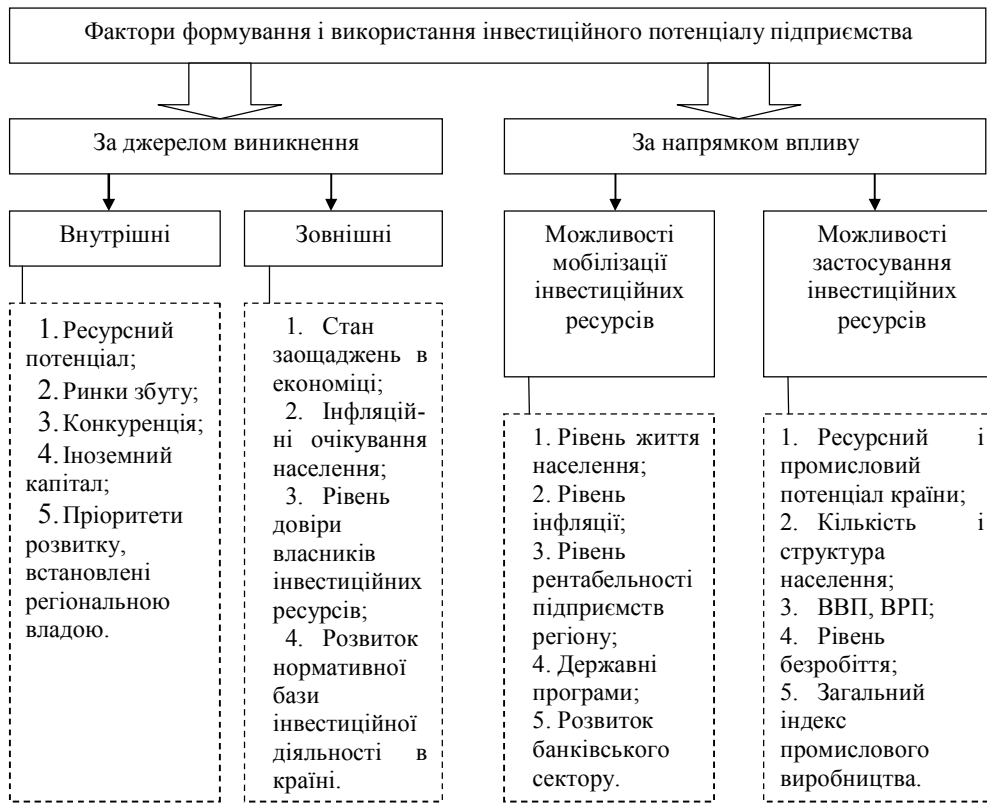 Фактори формування і використання інвестиційного потенціалу підприємства
За джерелом виникнення
За напрямком впливу
Внутрішні
Зовнішні
Можливості
мобілізації
інвестиційних
ресурсів
Можливості
застосування
інвестиційних
ресурсів
1. Ресурсний
потенціал;
2. Ринки збуту;
3. Конкуренція;
4. Іноземний
капітал;
5. Пріоритети
розвитку,
встановлені
регіональною
владою.
1. Стан
заощаджень в
економіці;
2. Інфляцій-
ні очікування
населення;
3. Рівень
довіри
власників
інвестиційних
ресурсів;
4. Розвиток
нормативної
бази
інвестиційної
діяльності в
країні.
1. Рівень життя
населення;
2. Рівень
інфляції;
3. Рівень
рентабельності
підприємств
регіону;
4. Державні
програми;
5. Розвиток
банківського
сектору.
1. Ресурсний і
промисловий
потенціал країни;
2. Кількість і
структура
населення;
3. ВВП, ВРП;
4. Рівень
безробіття;
5. Загальний
індекс
промислового
виробництва.